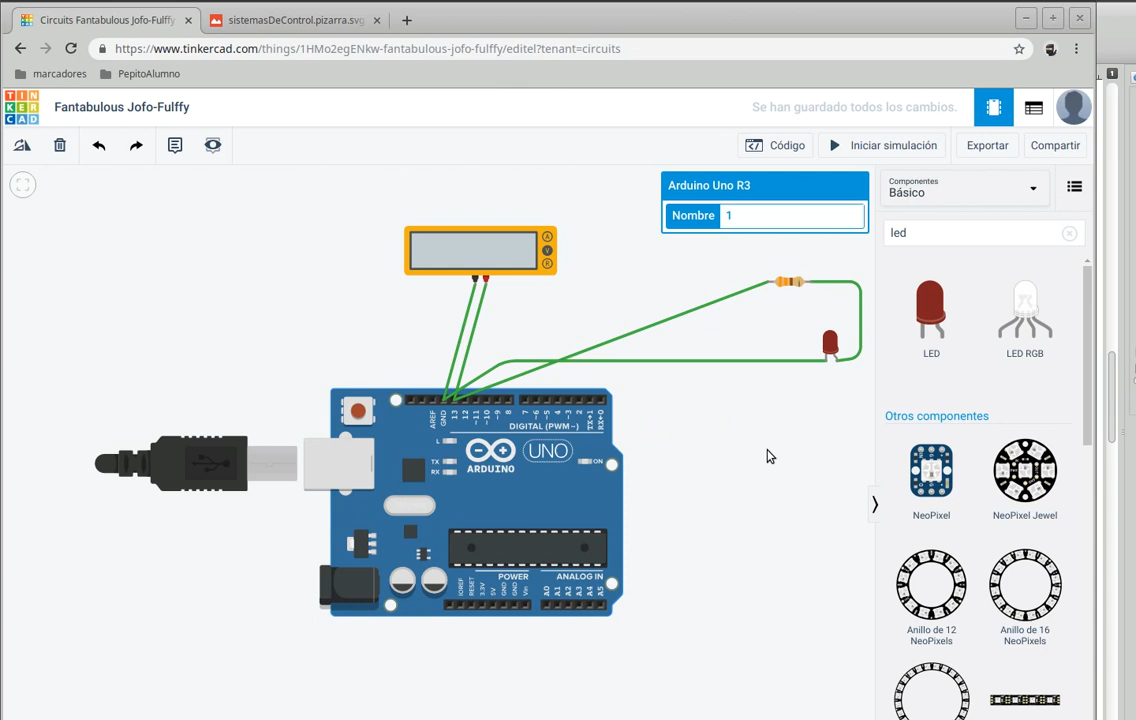 Circuits Fantabulous Jofo-Fulffy
sistemasDeControl.pizarra.svg
https://www.tinkercad.com/things/1HMo2egENkw-fantabulous-jofo-fulffy/editel?tenant=circuits
marcadores
PepitoAlumno
TIN
KER
CAD
Fantabulous Jofo-Fulffy
Se han guardado todos los cambios.
Código
Iniciar simulación
Exportar
Compartir
Arduino Uno R3
Nombre 1
Componentes
Básico
led
A
V
R
LED
LED RGB
Otros componentes
NeoPixel
NeoPixel Jewel
Anillo de 12
NeoPixels
Anillo de 16
NeoPixels
AREF
GND
13
12
~11
~10
~9
8
7
~6
~5
4
~3
2
TX→1
RX←0
DIGITAL (PWM~)
L
TX
RX
ARDUINO
UNO
ON
POWER
ANALOG IN
IOREF
RESET
3.3V
5V
GND
GND
Vin
A0
A1
A2
A3
A4
A5
1